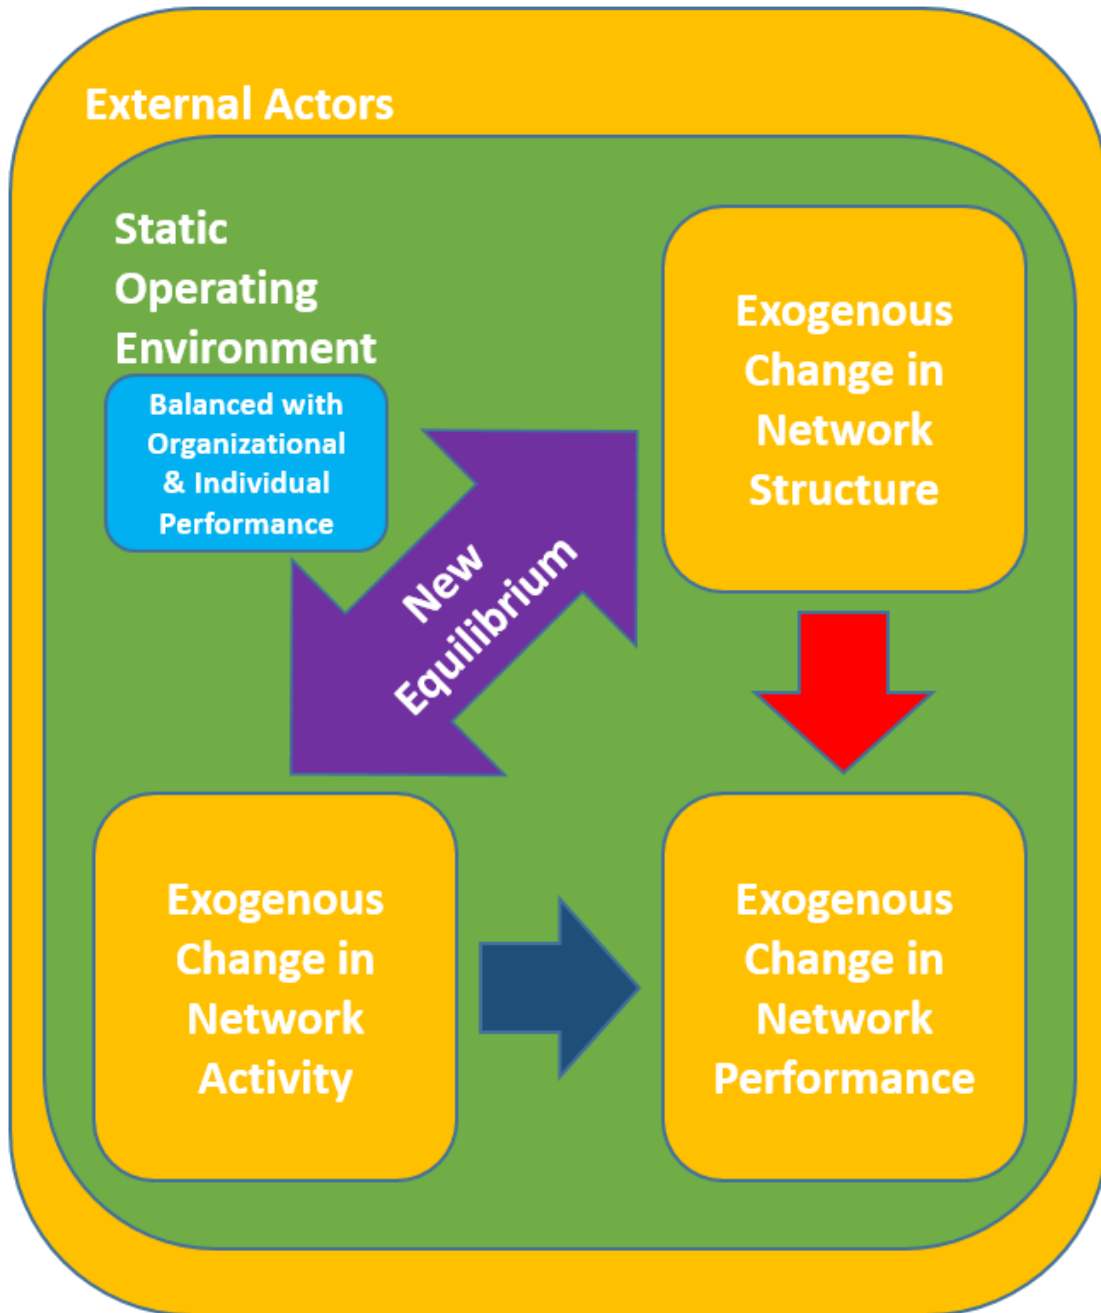 External Actors
Static
Operating
Environment
Balanced with
Organizational
& Individual
Performance
Exogenous
Change in
Network
Structure
New
Equilibrium
Exogenous
Change in
Network
Activity
Exogenous
Change in
Network
Performance